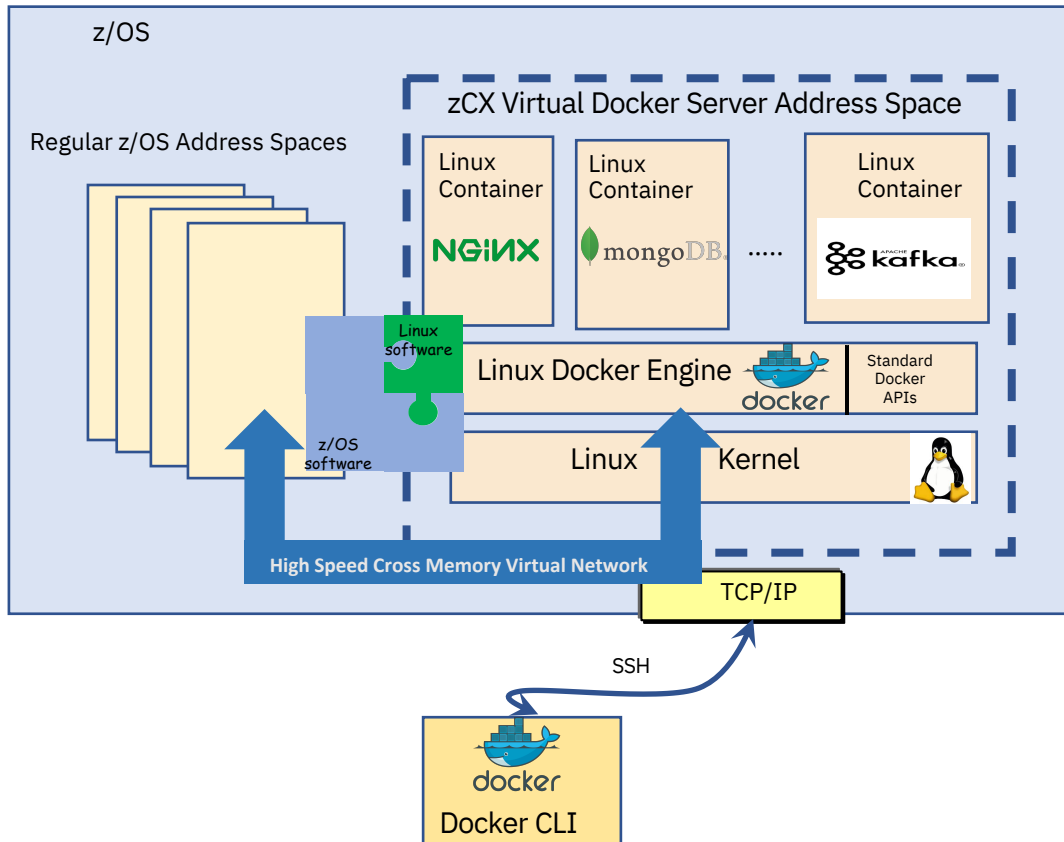 z/OS
zCX Virtual Docker Server Address Space
Regular z/OS Address Spaces
Linux
Container
NGINX
Linux
Container
mongoDB®
.....
Linux
Container
APACHE
kafka®
Linux
software
z/OS
software
Linux Docker Engine
docker
Standard
Docker
APIs
Linux Kernel
High Speed Cross Memory Virtual Network
TCP/IP
SSH
docker
Docker CLI